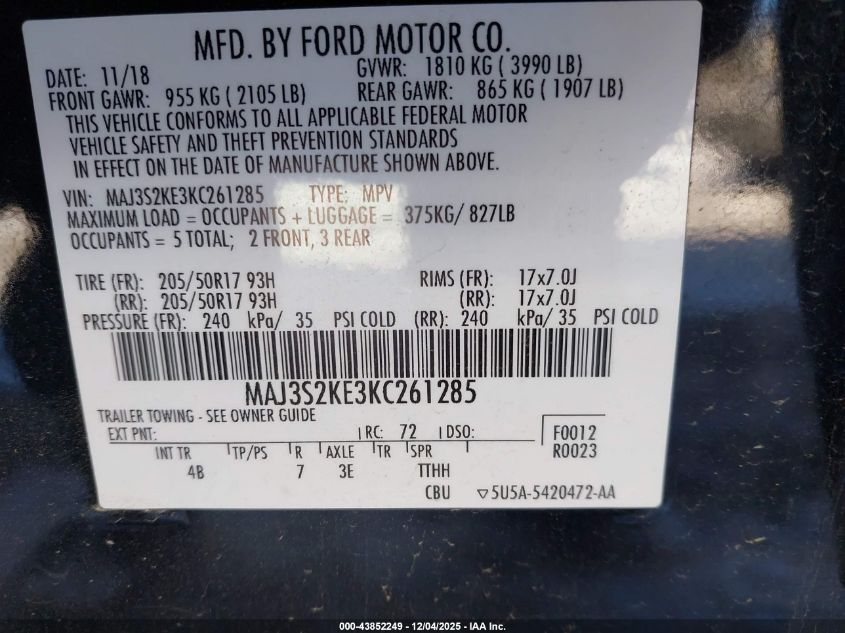 MFD. BY FORD MOTOR CO.
DATE: 11/18 GVWR: 1810 KG ( 3990 LB)
FRONT GAWR: 955 KG ( 2105 LB) REAR GAWR: 865 KG ( 1907 LB)
THIS VEHICLE CONFORMS TO ALL APPLICABLE FEDERAL MOTOR
VEHICLE SAFETY AND THEFT PREVENTION STANDARDS
IN EFFECT ON THE DATE OF MANUFACTURE SHOWN ABOVE.
VIN: MAJ3S2KE3KC261285 TYPE: MPV
MAXIMUM LOAD = OCCUPANTS + LUGGAGE = 375KG/ 827LB
OCCUPANTS = 5 TOTAL; 2 FRONT, 3 REAR
TIRE (FR): 205/50R17 93H RIMS (FR): 17x7.0J
(RR): 205/50R17 93H (RR): 17x7.0J
PRESSURE (FR): 240 kPa/ 35 PSI COLD (RR): 240 kPa/ 35 PSI COLD
MAJ3S2KE3KC261285
TRAILER TOWING - SEE OWNER GUIDE
EXT PNT: RC: 72 DSO: F0012
R0023
INT TR TP/PS R AXLE TR SPR
4B 7 3E TTHH
CBU ▽5U5A-5420472-AA
000-43852249 - 12/04/2025 - IAA Inc.